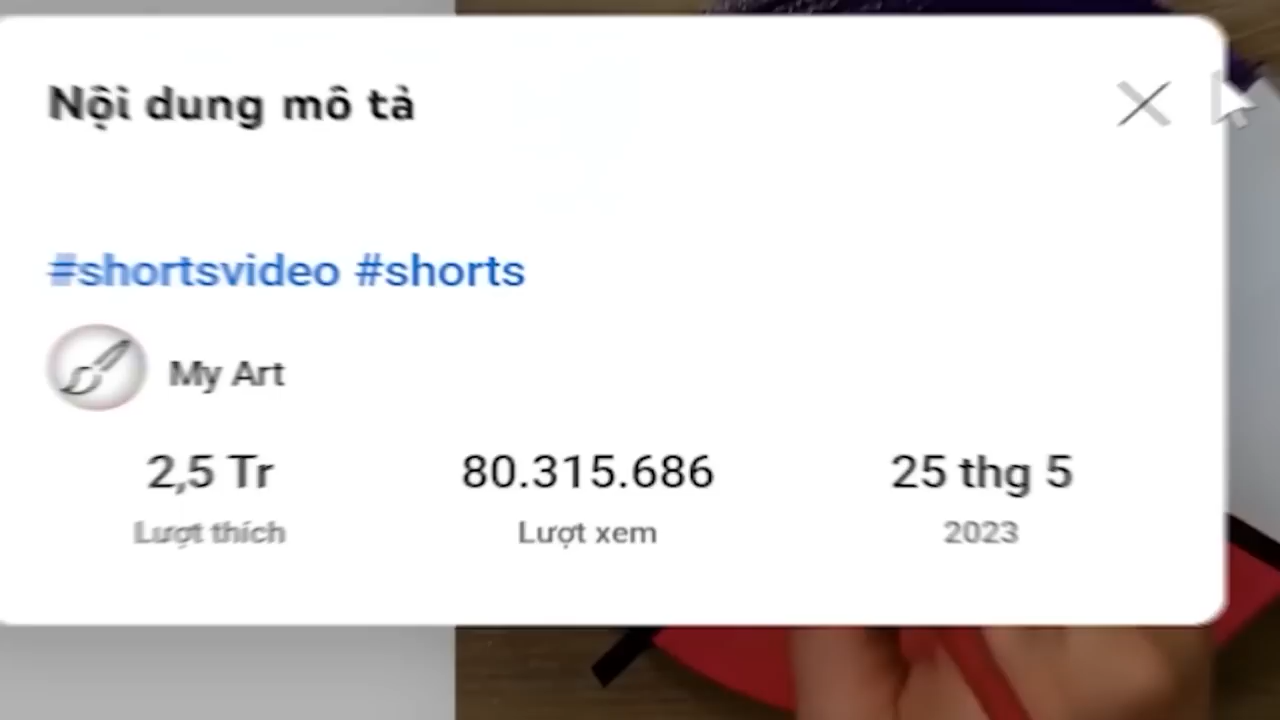 Nội dung mô tả
#shortsvideo #shorts
My Art
2,5 Tr
80.315.686
25 thg 5
Lượt thích
Lượt xem
2023